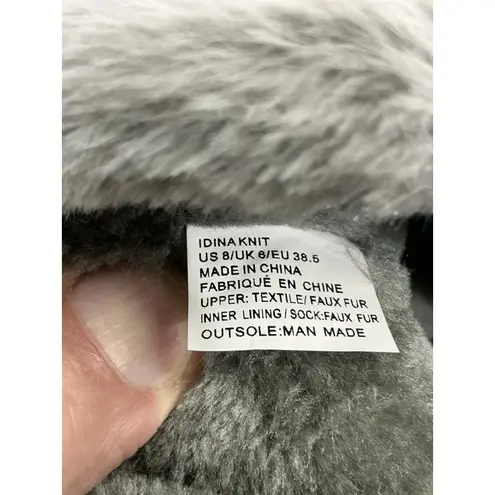 IDINA KNIT
US 8/UK 6/EU 38.5
MADE IN CHINA
FABRIQUÉ EN CHINE
UPPER: TEXTILE/ FAUX FUR
INNER LINING/SOCK:FAUX FUR
OUTSOLE:MAN MADE